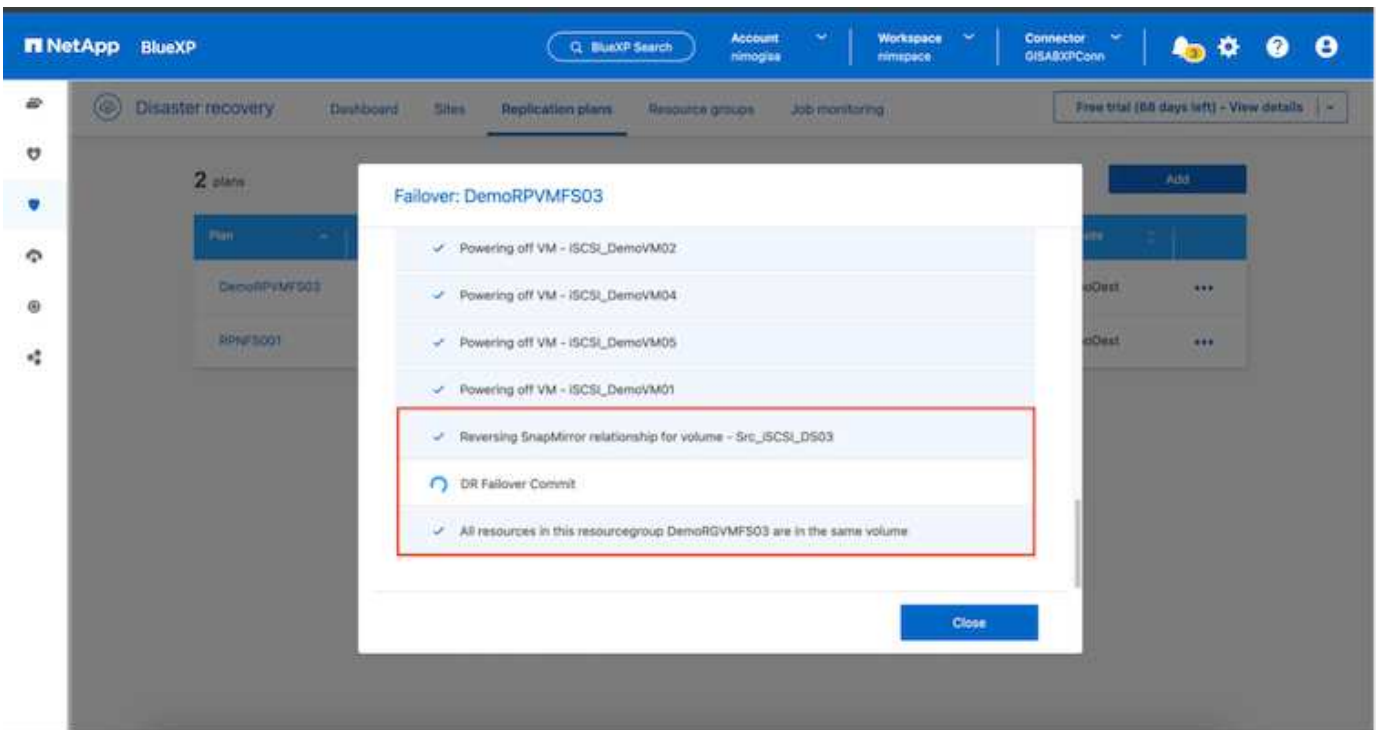 NetApp BlueXP
BlueXP Search
Account
nimogisa
Workspace
nimspace
Connector
GISABXPConn
3
Disaster recovery
Dashboard
Sites
Replication plans
Resource groups
Job monitoring
Free trial (68 days left) - View details
2 plans
Add
Plan
DemoRPVMFS03
RPNFS001
Failover: DemoRPVMFS03
Powering off VM - iSCSI_DemoVM02
Powering off VM - iSCSI_DemoVM04
Powering off VM - iSCSI_DemoVM05
Powering off VM - iSCSI_DemoVM01
Reversing SnapMirror relationship for volume - Src_iSCSI_DS03
DR Failover Commit
All resources in this resourcegroup DemoRGVMFS03 are in the same volume
Close